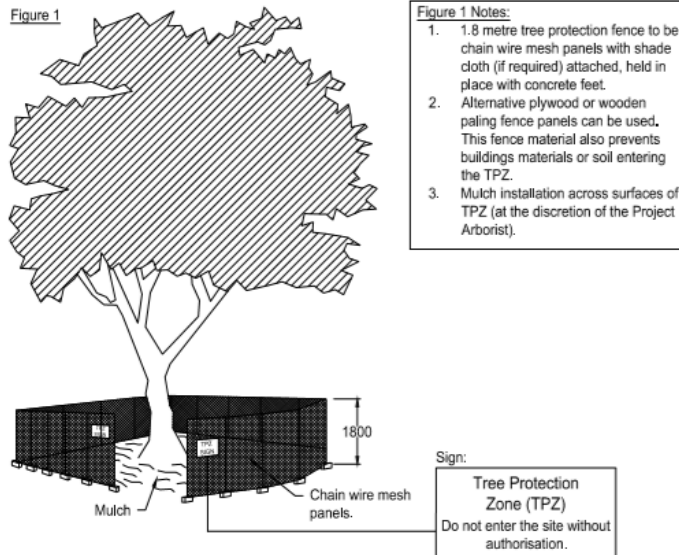 Figure 1
Figure 1 Notes:
1. 1.8 metre tree protection fence to be
chain wire mesh panels with shade
cloth (if required) attached, held in
place with concrete feet.
2. Alternative plywood or wooden
paling fence panels can be used.
This fence material also prevents
buildings materials or soil entering
the TPZ.
3. Mulch installation across surfaces of
TPZ (at the discretion of the Project
Arborist).
1800
TPZ
SIGN
TPZ
SIGN
Mulch
Chain wire mesh
panels.
Sign:
Tree Protection
Zone (TPZ)
Do not enter the site without
authorisation.